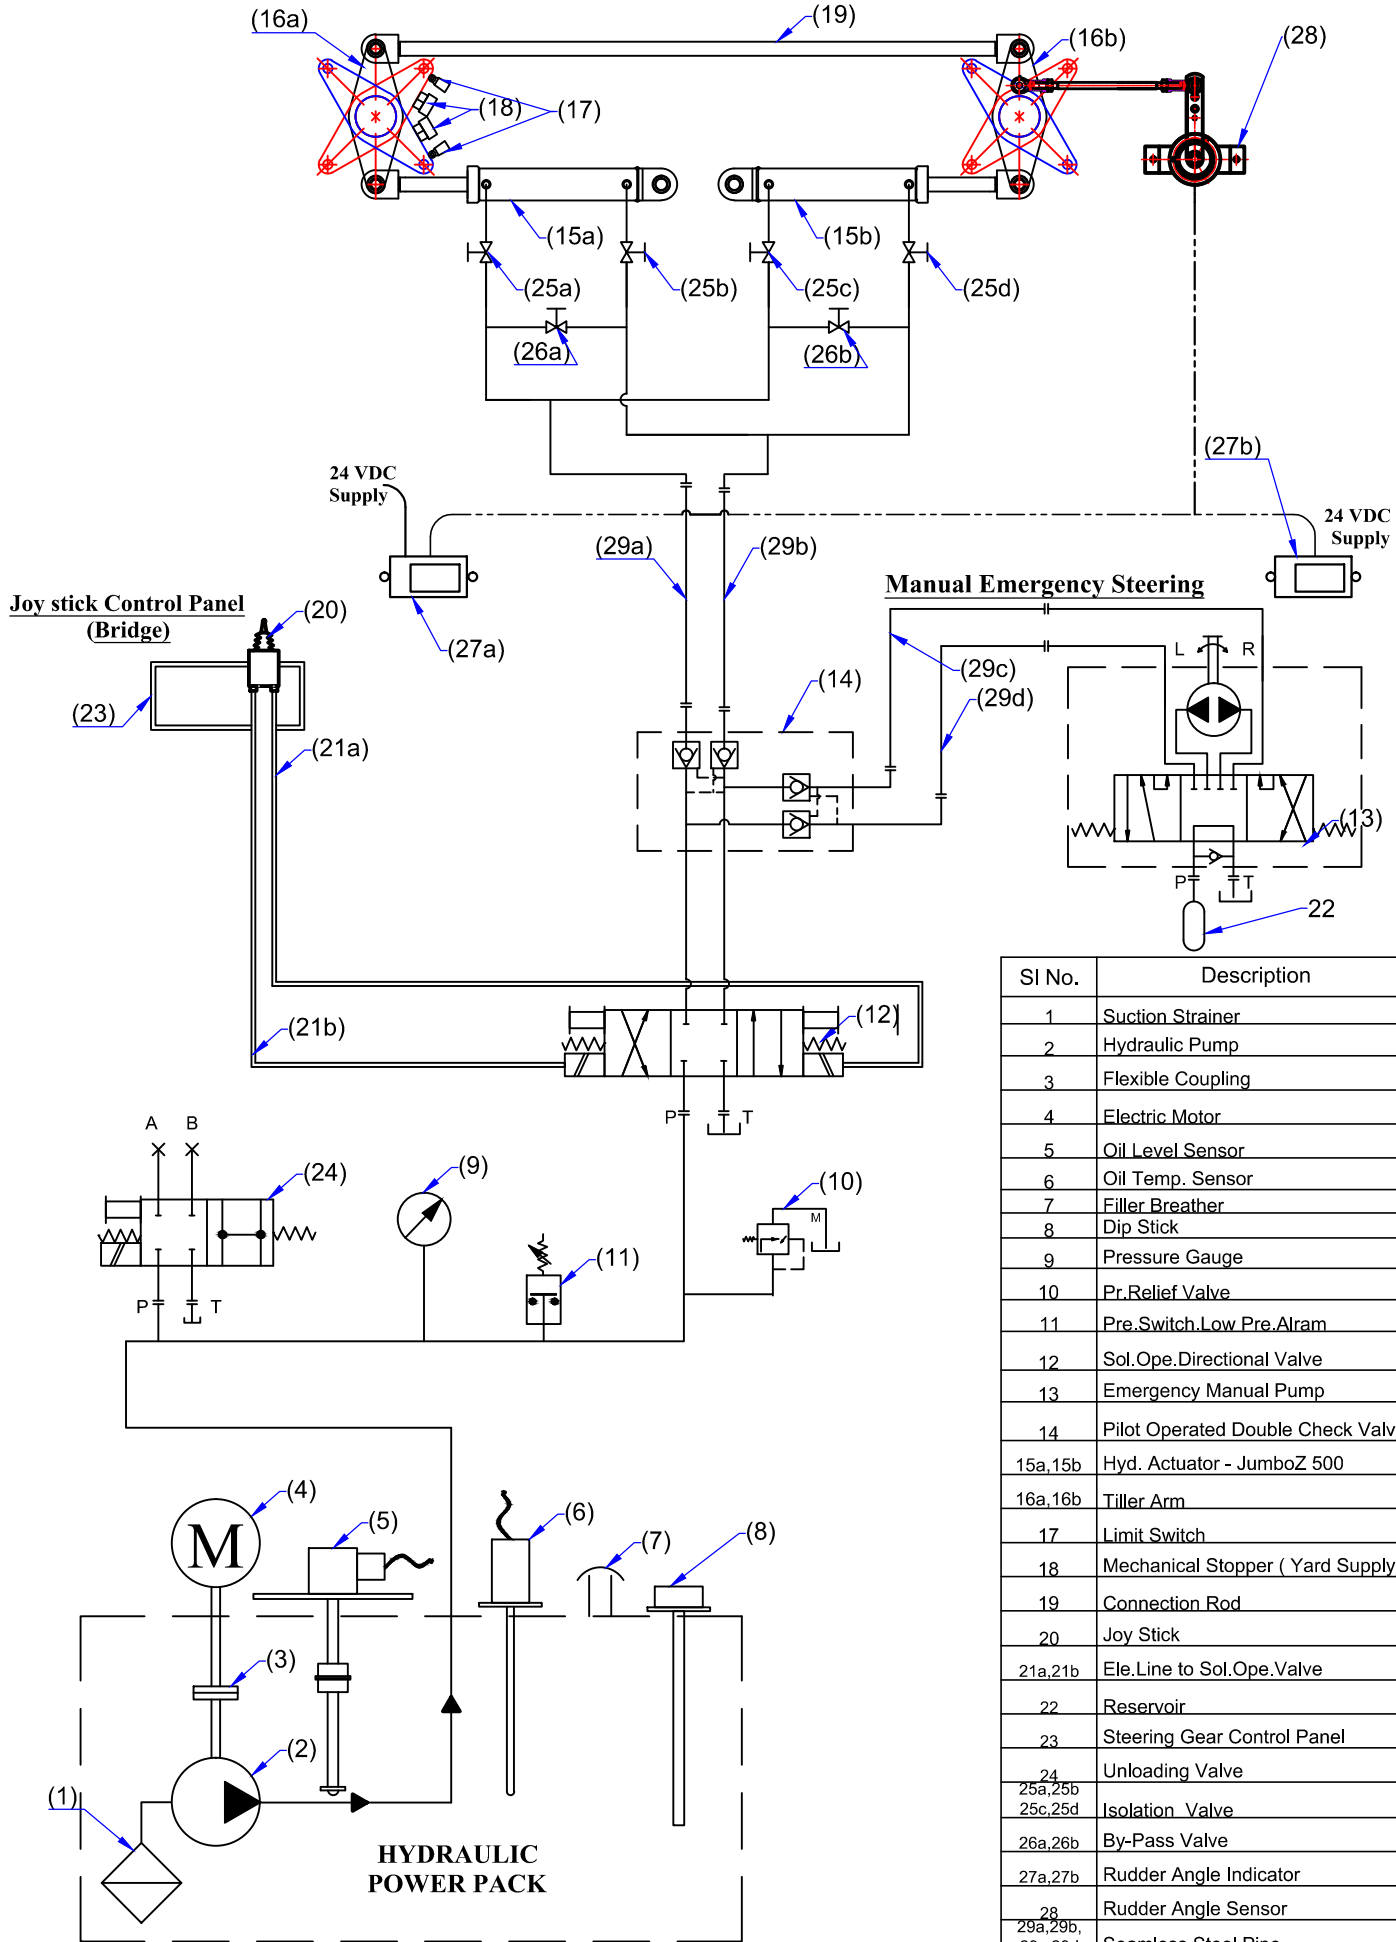 (16a)
(19)
(16b)
(28)
(18)
(17)
(15a)
(15b)
(25a)
(25b)
(25c)
(25d)
(26a)
(26b)
(27b)
24 VDC
Supply
24 VDC
Supply
(29a)
(29b)
(27a)
Manual Emergency Steering
Joy stick Control Panel
(Bridge)
(20)
(23)
(21a)
(14)
(29c)
(29d)
L
R
(13)
P
T
22
(21b)
(12)
P
T
A
B
(24)
(9)
(10)
M
(11)
P
T
(4)
M
(5)
(6)
(7)
(8)
(3)
(2)
(1)
HYDRAULIC
POWER PACK
SI No. Description
1 Suction Strainer
2 Hydraulic Pump
3 Flexible Coupling
4 Electric Motor
5 Oil Level Sensor
6 Oil Temp. Sensor
7 Filler Breather
8 Dip Stick
9 Pressure Gauge
10 Pr.Relief Valve
11 Pre.Switch.Low Pre.Alram
12 Sol.Ope.Directional Valve
13 Emergency Manual Pump
14 Pilot Operated Double Check Valv
15a,15b Hyd. Actuator - JumboZ 500
16a,16b Tiller Arm
17 Limit Switch
18 Mechanical Stopper ( Yard Supply
19 Connection Rod
20 Joy Stick
21a,21b Ele.Line to Sol.Ope.Valve
22 Reservoir
23 Steering Gear Control Panel
24 Unloading Valve
25a,25b
25c,25d Isolation Valve
26a,26b By-Pass Valve
27a,27b Rudder Angle Indicator
28 Rudder Angle Sensor
29a,29b,
Seamless Steel Pipe